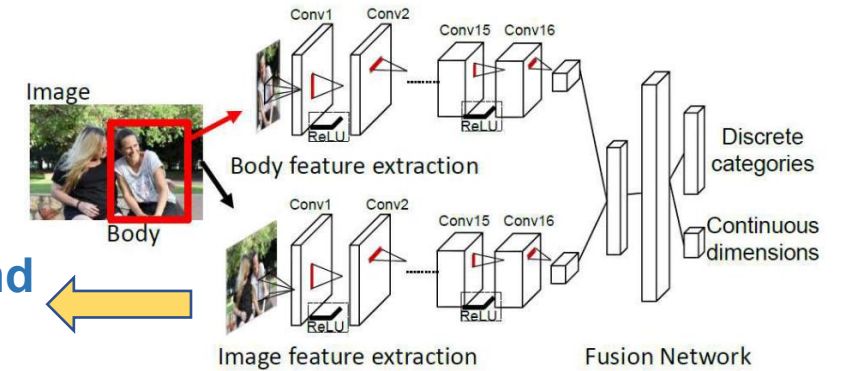 Conv1
Conv2
Conv15
Conv16
Image
ReLU
ReLU
Body feature extraction
Discrete
categories
Body
Conv1
Conv2
Conv15 Conv16
Continuous
dimensions
nd
ReLU
ReLU
Image feature extraction
Fusion Network